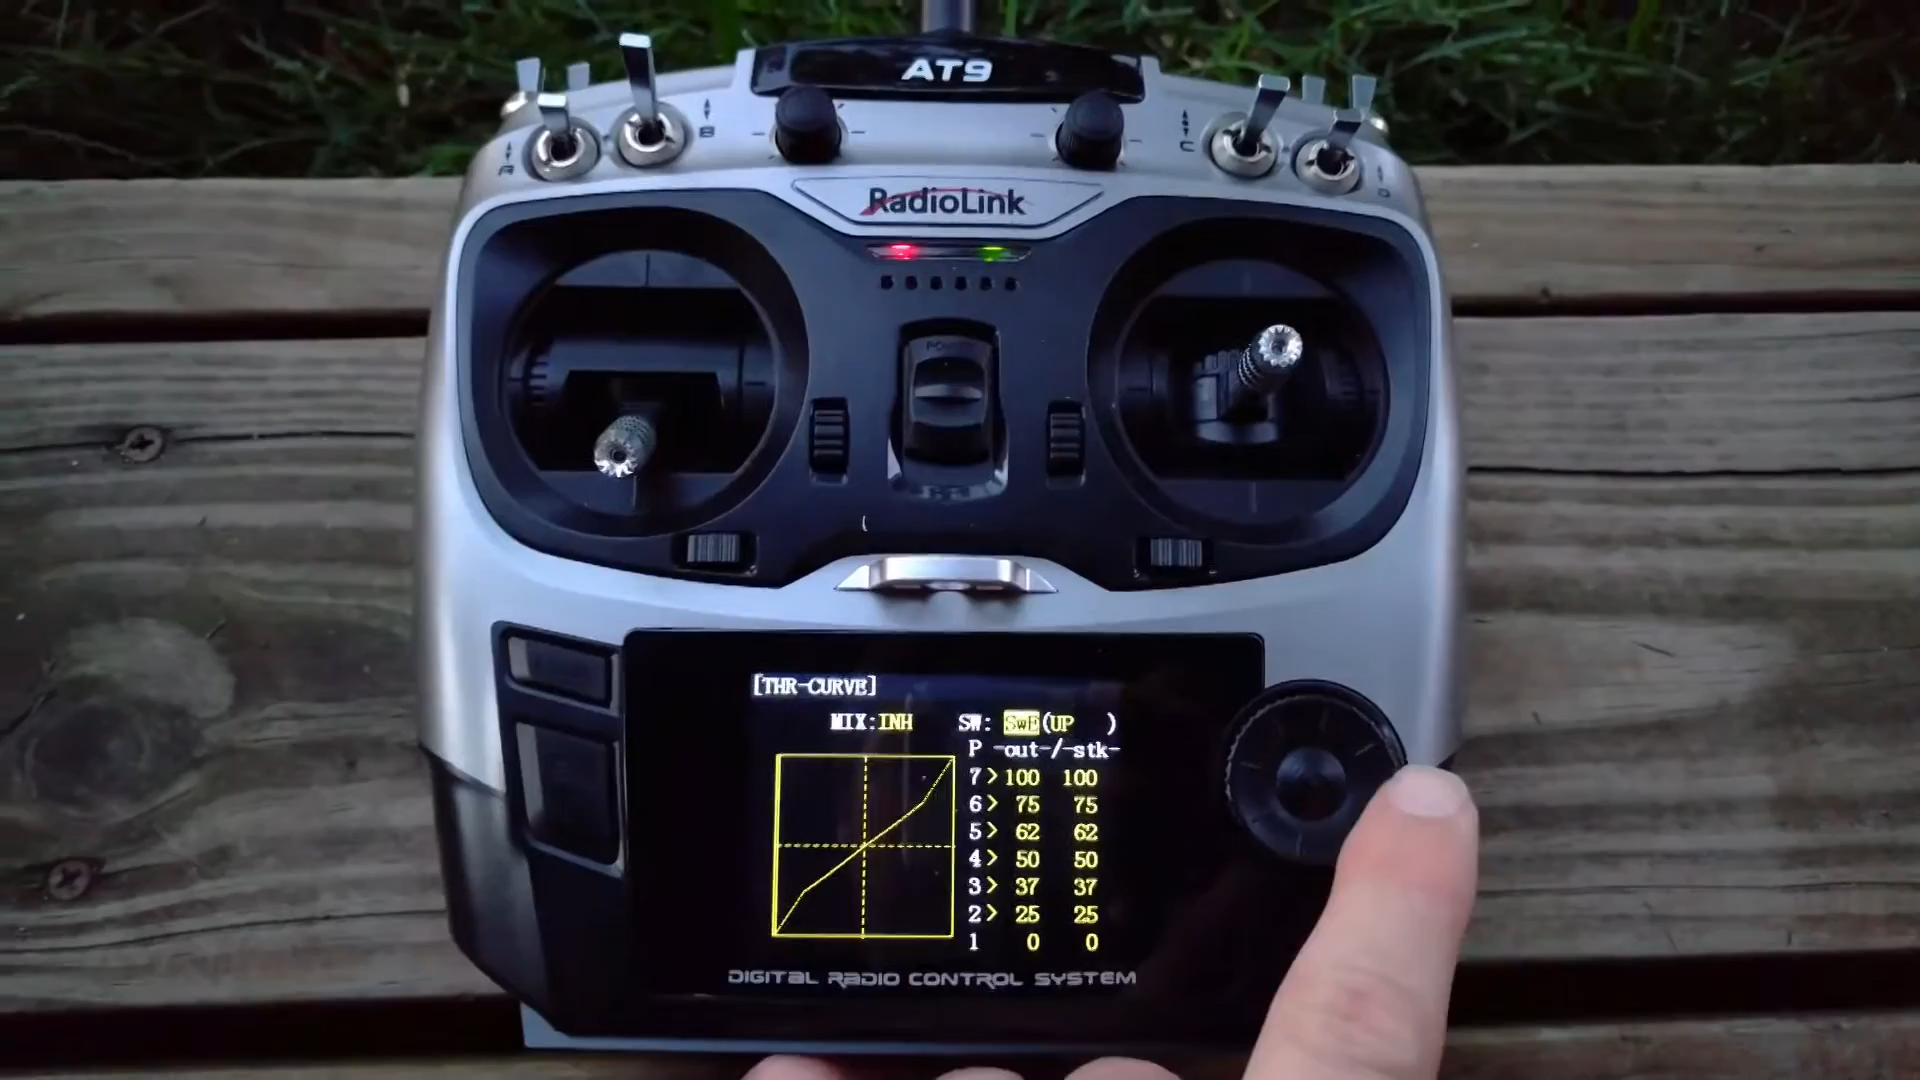 AT9
B
A
C
D
RadioLink
POWER
[THR-CURVE]
MIX:INH SW: SwE(UP )
P -out-/-stk-
7> 100 100
6> 75 75
5> 62 62
4> 50 50
3> 37 37
2> 25 25
1 0 0
DIGITAL RADIO CONTROL SYSTEM